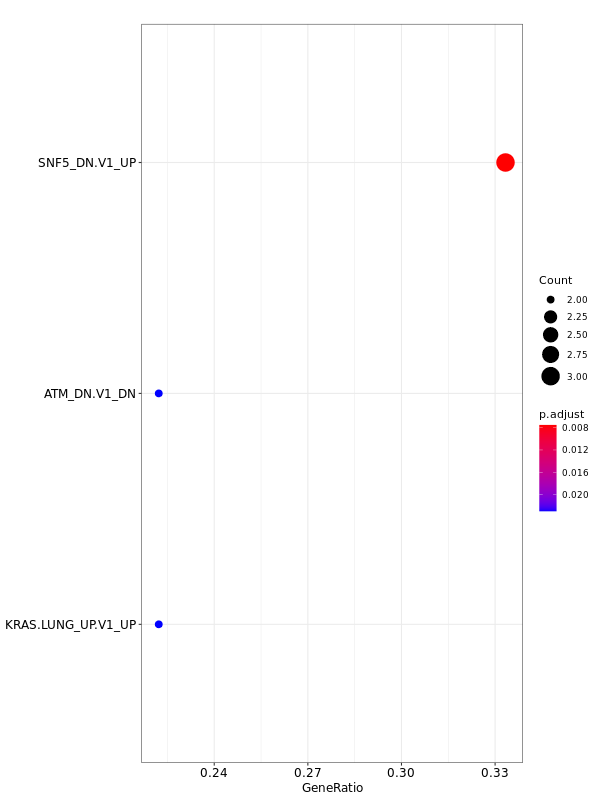 SNF5_DN.V1_UP
ATM_DN.V1_DN
KRAS.LUNG_UP.V1_UP
0.24 0.27 0.30 0.33
GeneRatio
Count
2.00
2.25
2.50
2.75
3.00
p.adjust
0.008
0.012
0.016
0.020